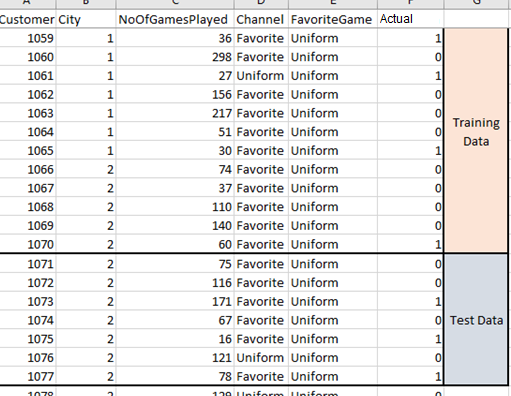 Customer City NoOfGamesPlayed Channel FavoriteGame Actual
1059 1 36 Favorite Uniform 1
1060 1 298 Favorite Uniform 0
1061 1 27 Uniform Uniform 1
1062 1 156 Favorite Uniform 0
1063 1 217 Favorite Uniform 0
1064 1 51 Favorite Uniform 0
1065 1 30 Favorite Uniform 1
1066 2 74 Favorite Uniform 0
1067 2 37 Favorite Uniform 0
1068 2 110 Favorite Uniform 0
1069 2 140 Favorite Uniform 0
1070 2 60 Favorite Uniform 1
Training
Data
1071 2 75 Favorite Uniform 0
1072 2 116 Favorite Uniform 0
1073 2 171 Favorite Uniform 1
1074 2 67 Favorite Uniform 0
1075 2 16 Favorite Uniform 1
1076 2 121 Uniform Uniform 0
1077 2 78 Favorite Uniform 1
Test Data